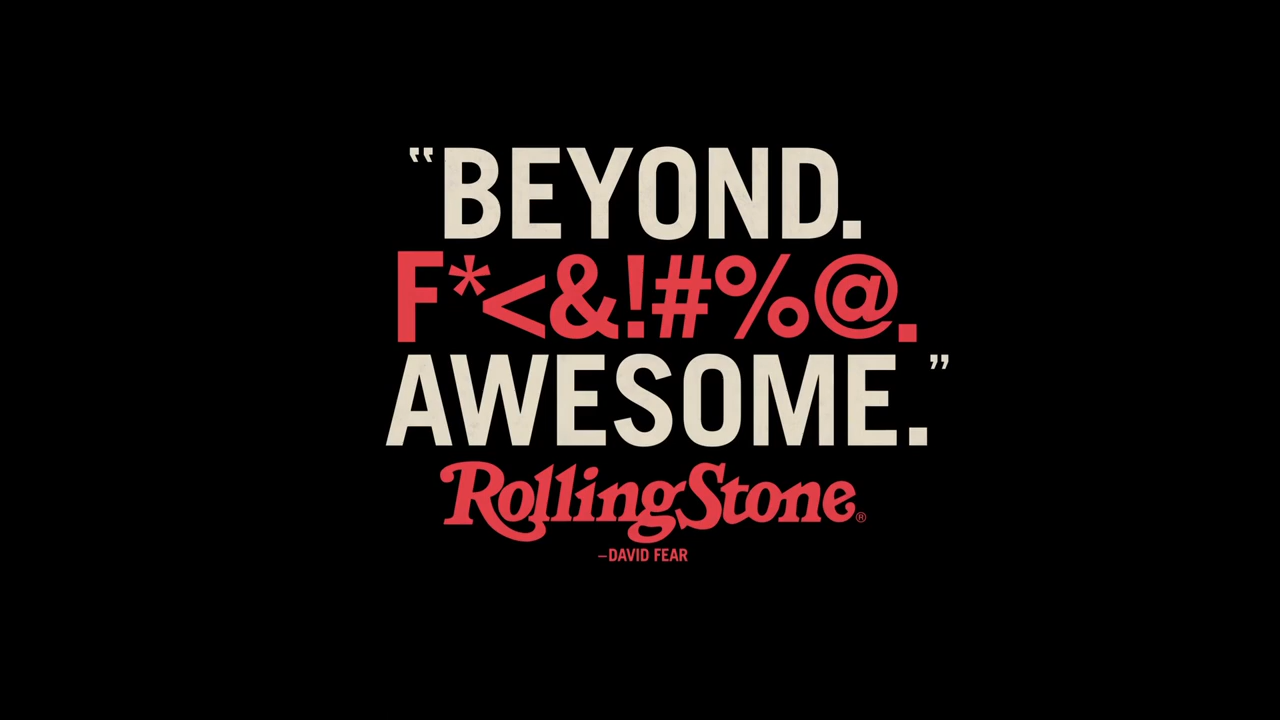 “BEYOND.
F*<&!#%@.
AWESOME.”
RollingStone®
–DAVID FEAR